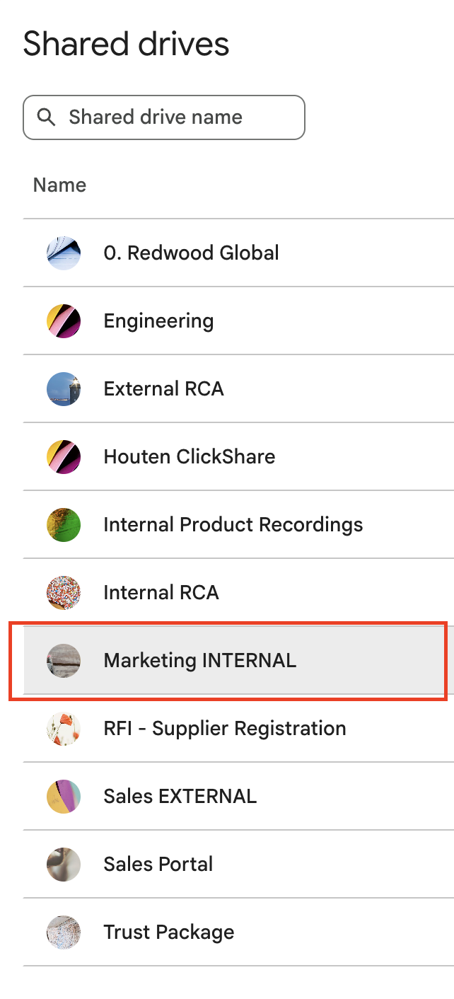 Shared drives
Shared drive name
Name
0. Redwood Global
Engineering
External RCA
Houten ClickShare
Internal Product Recordings
Internal RCA
Marketing INTERNAL
RFI - Supplier Registration
Sales EXTERNAL
Sales Portal
Trust Package